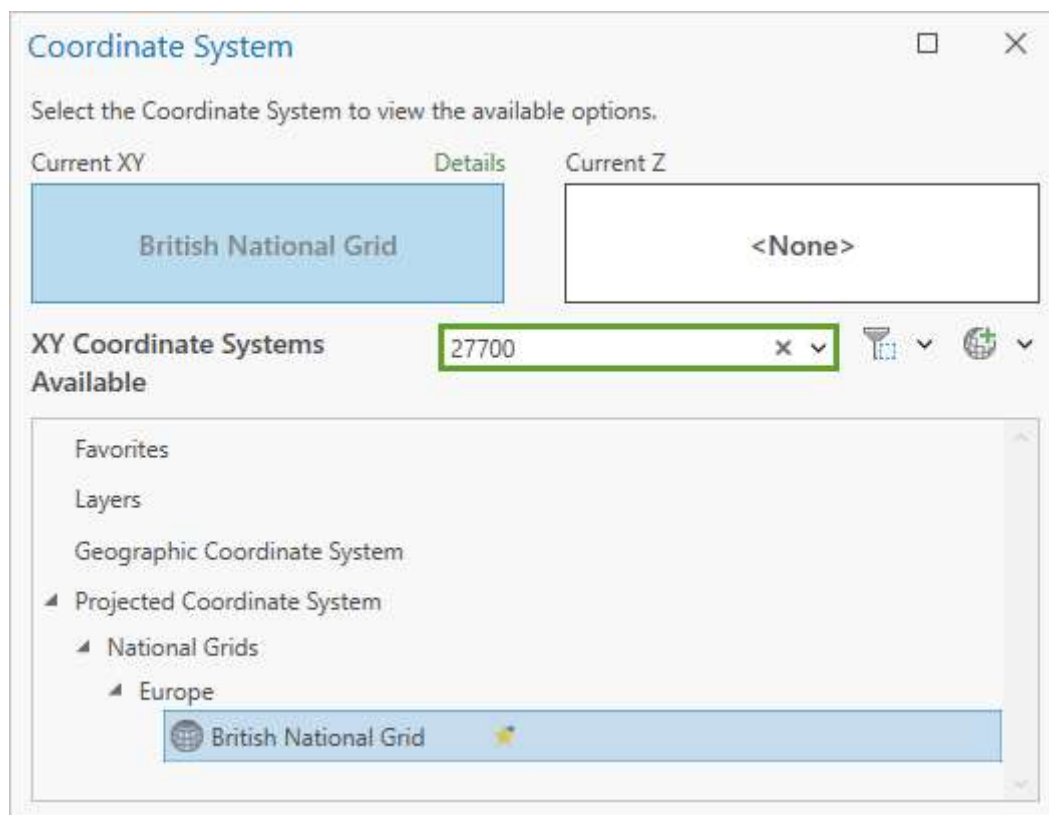 Coordinate System
Select the Coordinate System to view the available options.
Current XY Details Current Z
British National Grid <None>
XY Coordinate Systems 27700
Available
Favorites
Layers
Geographic Coordinate System
Projected Coordinate System
National Grids
Europe
British National Grid